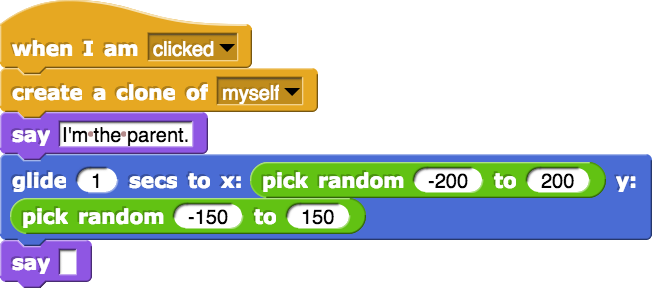 when I am clicked
create a clone of myself
say I'm the parent.
glide 1 secs to x: pick random -200 to 200 y:
pick random -150 to 150
say